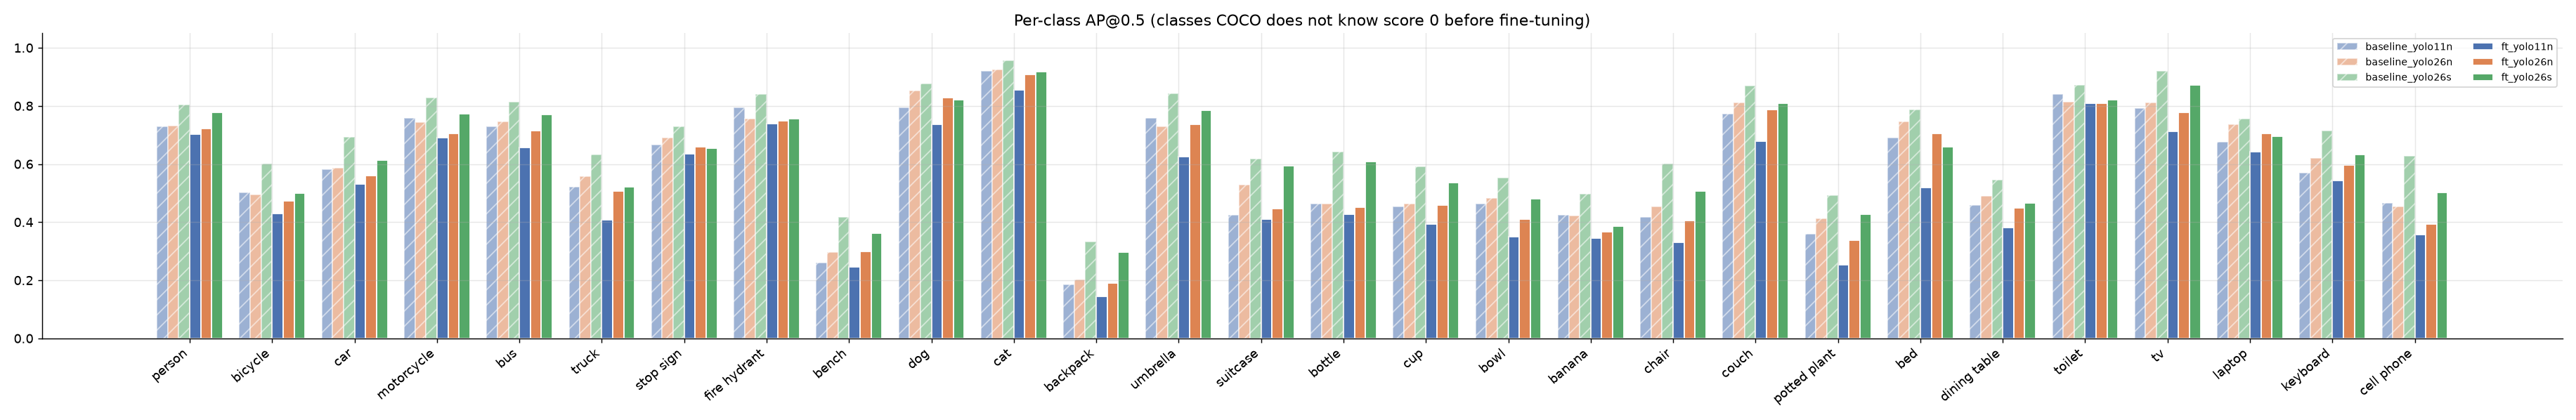 Per-class AP@0.5 (classes COCO does not know score 0 before fine-tuning)
1.0
0.8
0.6
0.4
0.2
0.0
baseline_yolo11n ft_yolo11n
baseline_yolo26n ft_yolo26n
baseline_yolo26s ft_yolo26s
person
bicycle
car
motorcycle
bus
truck
stop sign
fire hydrant
bench
dog
cat
backpack
umbrella
suitcase
bottle
cup
bowl
banana
chair
couch
potted plant
bed
dining table
toilet
tv
laptop
keyboard
cell phone